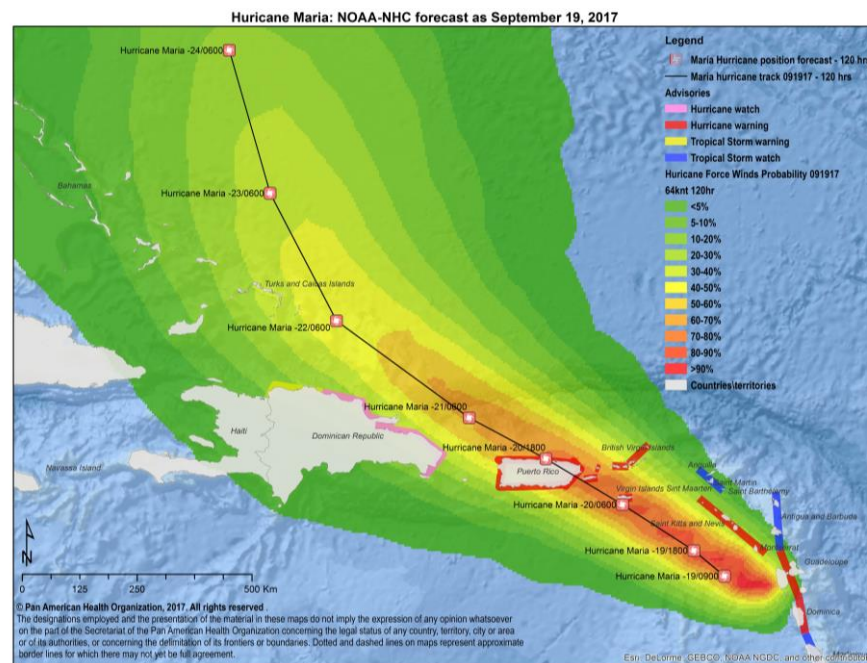 Huricane Maria: NOAA-NHC forecast as September 19, 2017
Hurricane Maria -24/0600
Legend
Maria Hurricane position forecast - 120 hrs
Maria hurricane track 091917 - 120 hrs
Advisories
Hurricane watch
Hurricane warning
Tropical Storm warning
Tropical Storm watch
Huricane Force Winds Probability 091917
64knt 120hr
<5%
5-10%
10-20%
20-30%
30-40%
40-50%
50-60%
60-70%
70-80%
80-90%
>90%
Countries\territories
Bahamas
Hurricane Maria -23/0600
Turks and Caicas Islands
Hurricane Maria -22/0600
Hurricane Maria -21/0600
Haiti
Dominican Republic
Hurricane Maria -20/1800
British Virgin Islands
Navassa Island
Puerto Rico
Anguilla
Saint Martin
Virgin Islands
Sint Maarten
Saint Barthelemy
Hurricane Maria -20/0600
Saint Kitts and Nevis
Antigua and Barbuda
Hurricane Maria -19/1800
Montserrat
Guadeloupe
Hurricane Maria -19/0900
Dominica
N
0 125 250 500 Km
© Pan American Health Organization, 2017. All rights reserved .
The designations employed and the presentation of the material in these maps do not imply the expression of any opinion whatsoever
on the part of the Secretariat of the Pan American Health Organization concerning the legal status of any country, territory, city or area
or of its authorities, or concerning the delimitation of its frontiers or boundaries. Dotted and dashed lines on maps represent approximate
border lines for which there may not yet be full agreement.
Esri, DeLorme, GEBCO, NOAA NGDC, and other